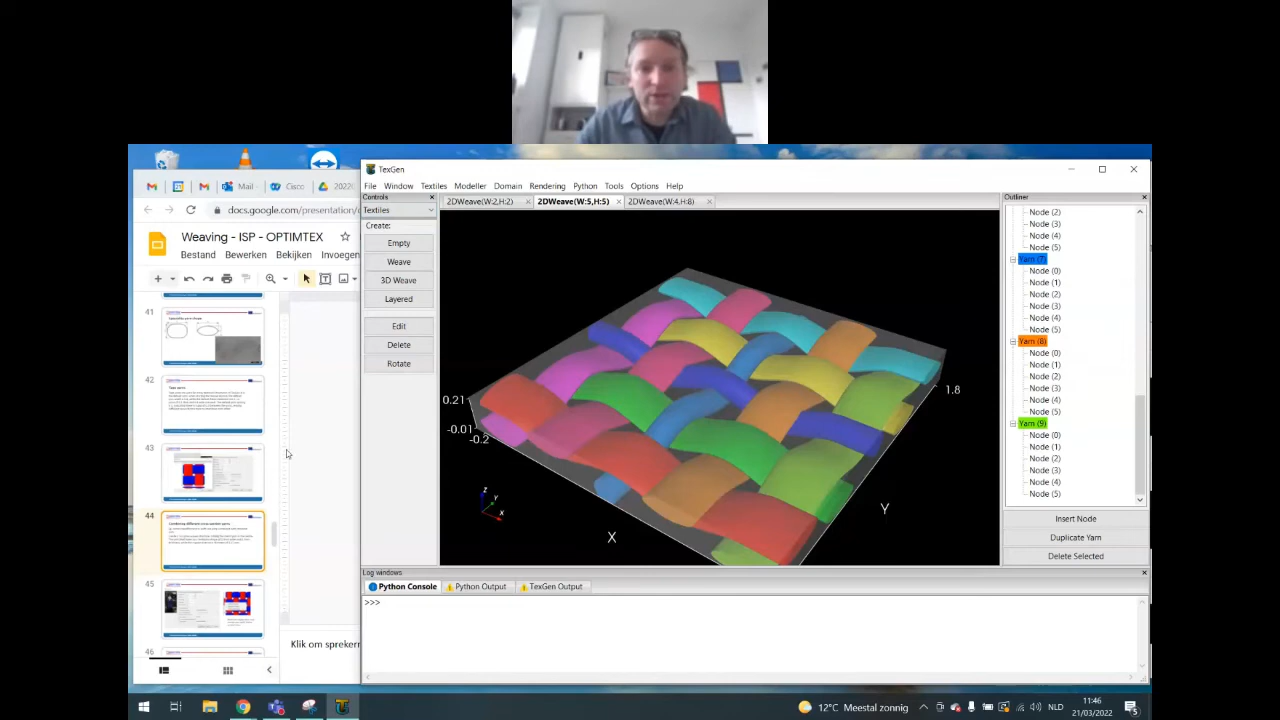 TexGen
File Window Textiles Modeller Domain Rendering Python Tools Options Help
Mail
Cisco
docs.google.com/presentation/
Weaving - ISP - OPTIMTEX
Bestand Bewerken Bekijken Invoegen
41
42
43
44
45
46
Klik om spreker
Controls
Textiles
Create:
Empty
Weave
3D Weave
Layered
Edit
Delete
Rotate
2DWeave(W:2,H:2) 2DWeave(W:5,H:5) 2DWeave(W:4,H:8)
0.21
-0.01
-0.2
1.8
X
Y
Z
Y
X
Outliner
Node (2)
Node (3)
Node (4)
Node (5)
Yarn (7)
Node (0)
Node (1)
Node (2)
Node (3)
Node (4)
Node (5)
Yarn (8)
Node (0)
Node (1)
Node (2)
Node (3)
Node (4)
Node (5)
Yarn (9)
Node (0)
Node (1)
Node (2)
Node (3)
Node (4)
Node (5)
Insert Node
Duplicate Yarn
Delete Selected
Log windows
Python Console Python Output TexGen Output
>>>
12°C Meestal zonnig
NLD
11:46
21/03/2022